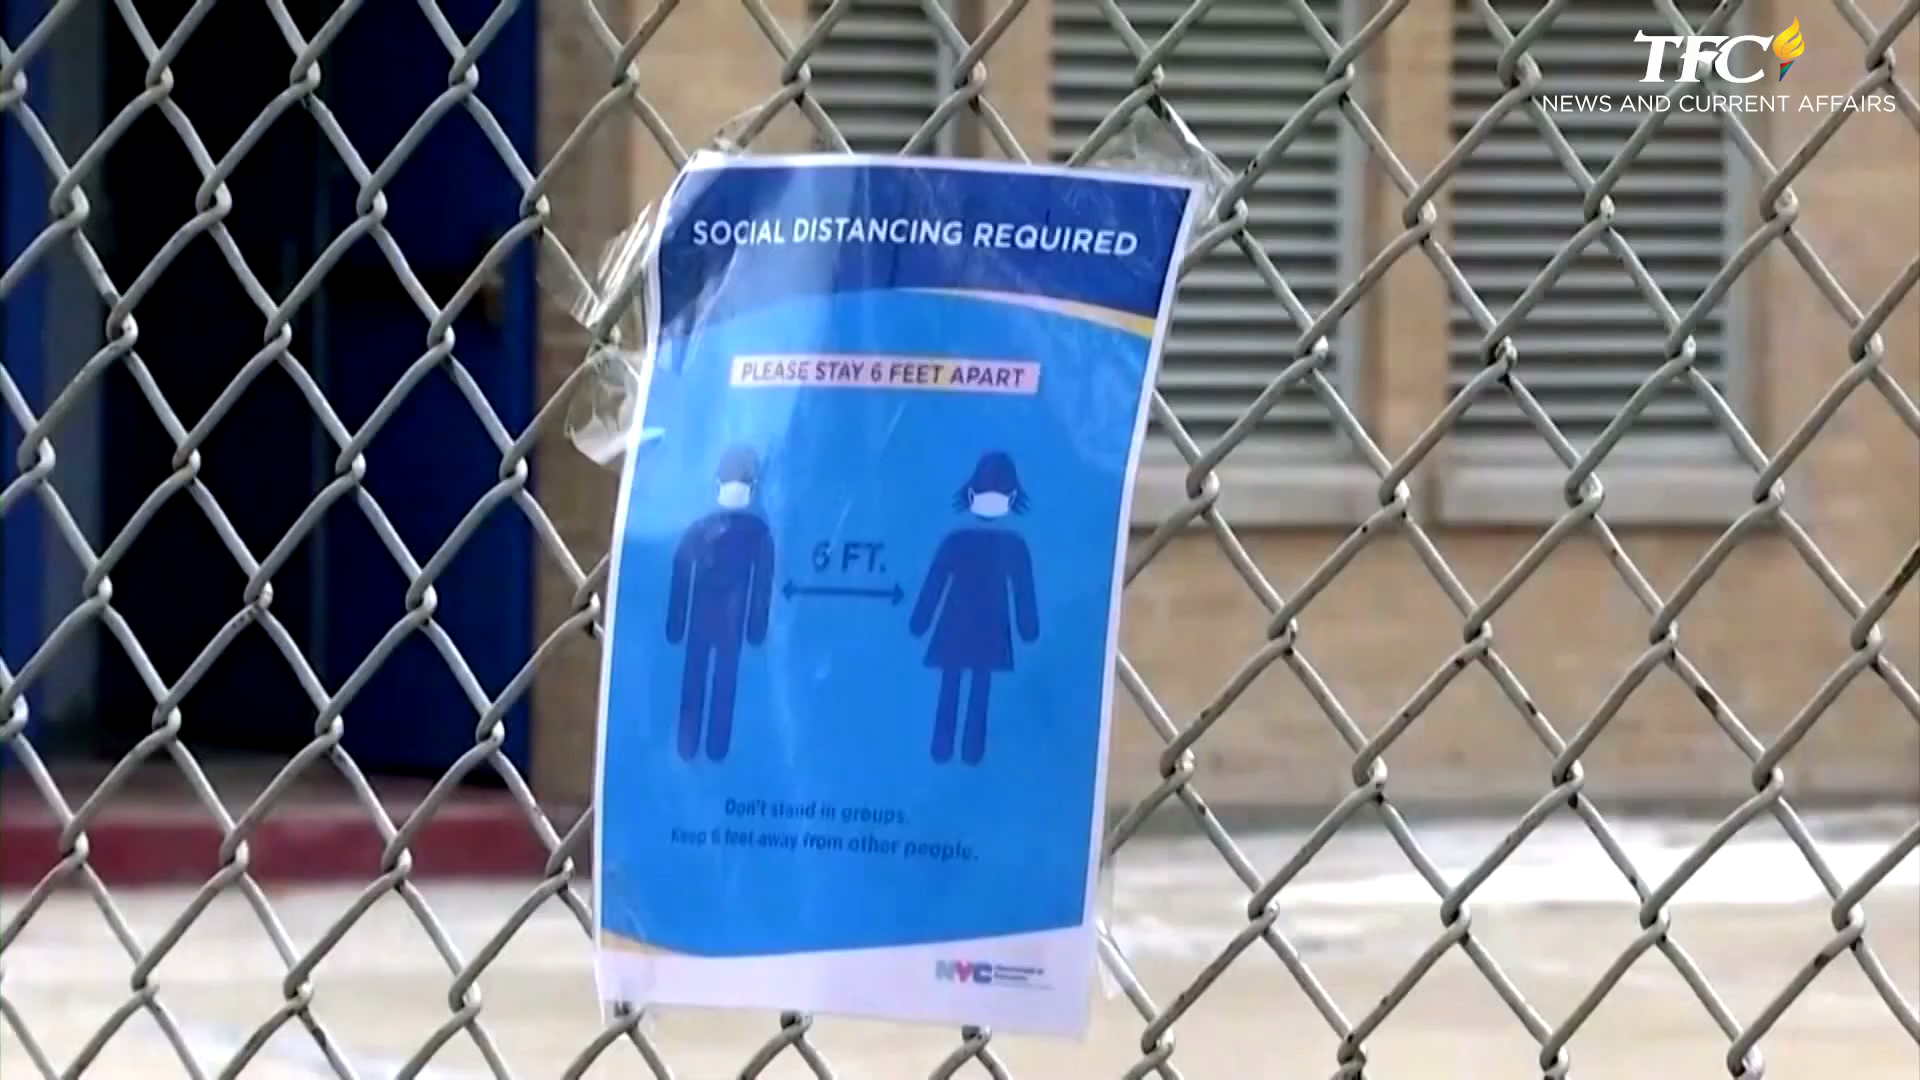 TFC
NEWS AND CURRENT AFFAIRS
SOCIAL DISTANCING REQUIRED
PLEASE STAY 6 FEET APART
6 FT.
Don't stand in groups.
Keep 6 feet away from other people.
NYC